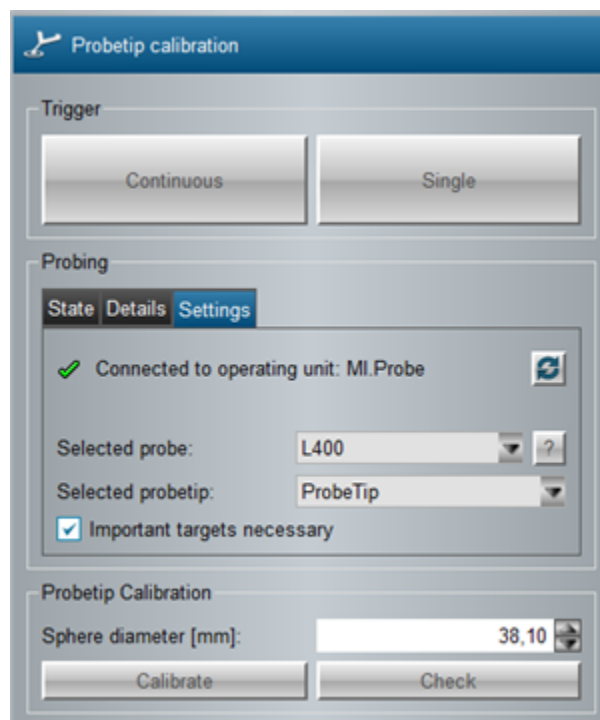 Probetip calibration
Trigger
Continuous Single
Probing
State Details Settings
Connected to operating unit: MI.Probe
Selected probe: L400 ?
Selected probetip: ProbeTip
Important targets necessary
Probetip Calibration
Sphere diameter [mm]: 38,10
Calibrate Check